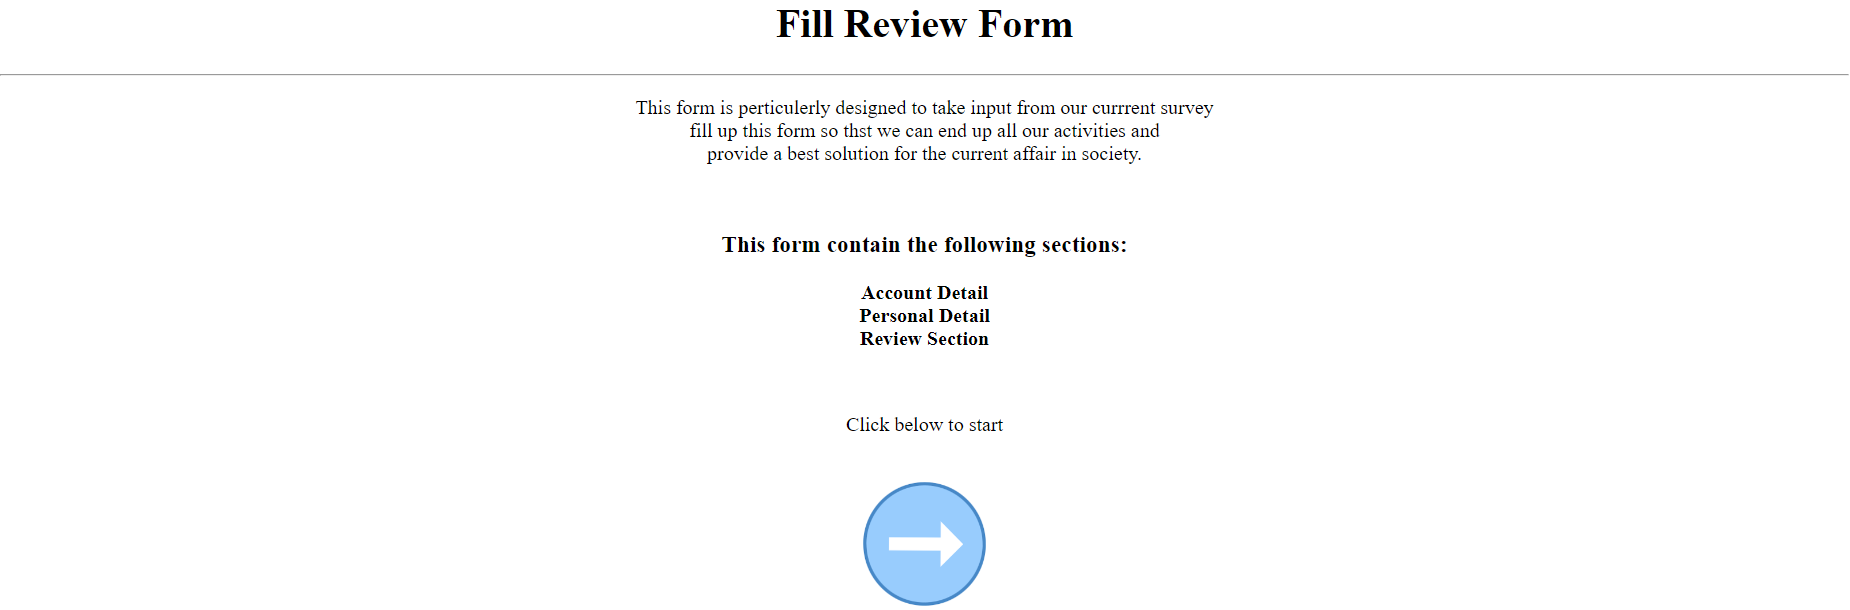 Fill Review Form
This form is perticulerly designed to take input from our currrent survey
fill up this form so thst we can end up all our activities and
provide a best solution for the current affair in society.
This form contain the following sections:
Account Detail
Personal Detail
Review Section
Click below to start